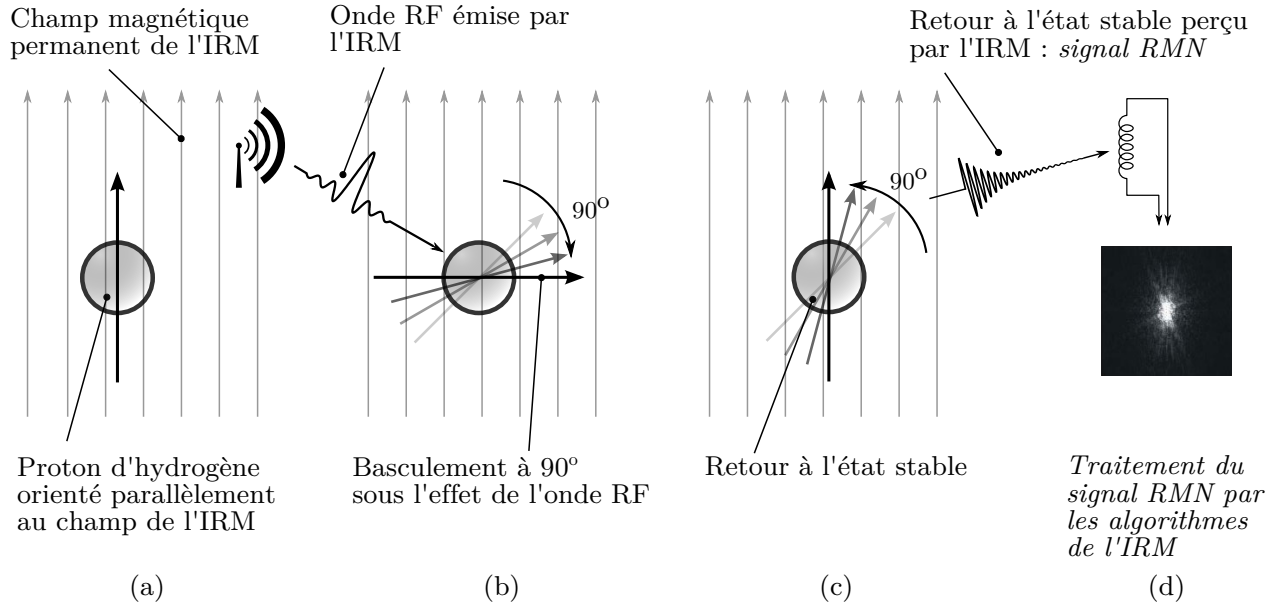 Champ magnétique
permanent de l'IRM
Onde RF émise par
l'IRM
Retour à l'état stable perçu
par l'IRM : signal RMN
90º
90º
Proton d'hydrogène
orienté parallèlement
au champ de l'IRM
Basculement à 90º
sous l'effet de l'onde RF
Retour à l'état stable
Traitement du
signal RMN par
les algorithmes
de l'IRM
(a)
(b)
(c)
(d)